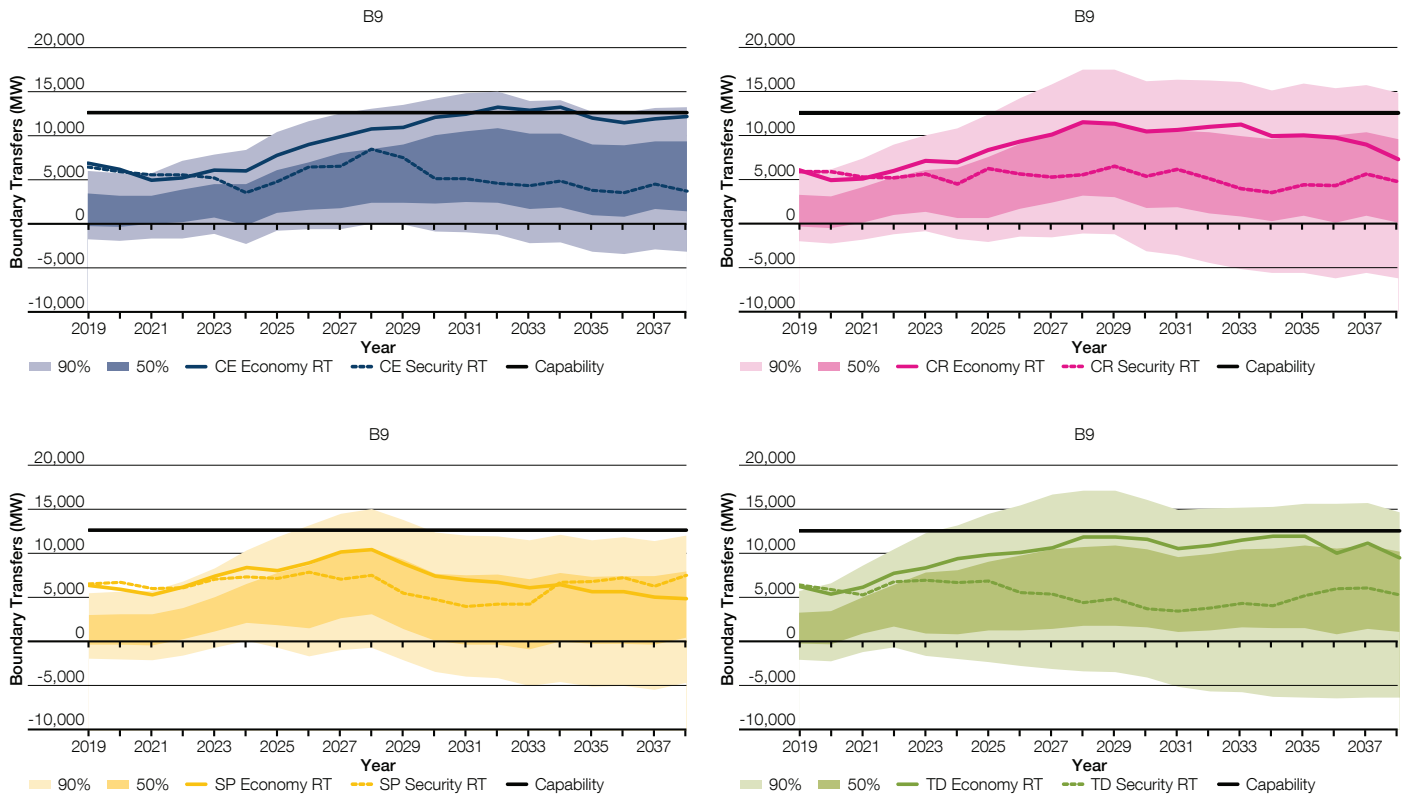 B9
20,000
15,000
10,000
5,000
0
-5,000
-10,000
Boundary Transfers (MW)
2019 2021 2023 2025 2027 2029 2031 2033 2035 2037
Year
90% 50% CE Economy RT CE Security RT Capability
B9
20,000
15,000
10,000
5,000
0
-5,000
-10,000
Boundary Transfers (MW)
2019 2021 2023 2025 2027 2029 2031 2033 2035 2037
Year
90% 50% CR Economy RT CR Security RT Capability
B9
20,000
15,000
10,000
5,000
0
-5,000
-10,000
Boundary Transfers (MW)
2019 2021 2023 2025 2027 2029 2031 2033 2035 2037
Year
90% 50% SP Economy RT SP Security RT Capability
B9
20,000
15,000
10,000
5,000
0
-5,000
-10,000
Boundary Transfers (MW)
2019 2021 2023 2025 2027 2029 2031 2033 2035 2037
Year
90% 50% TD Economy RT TD Security RT Capability